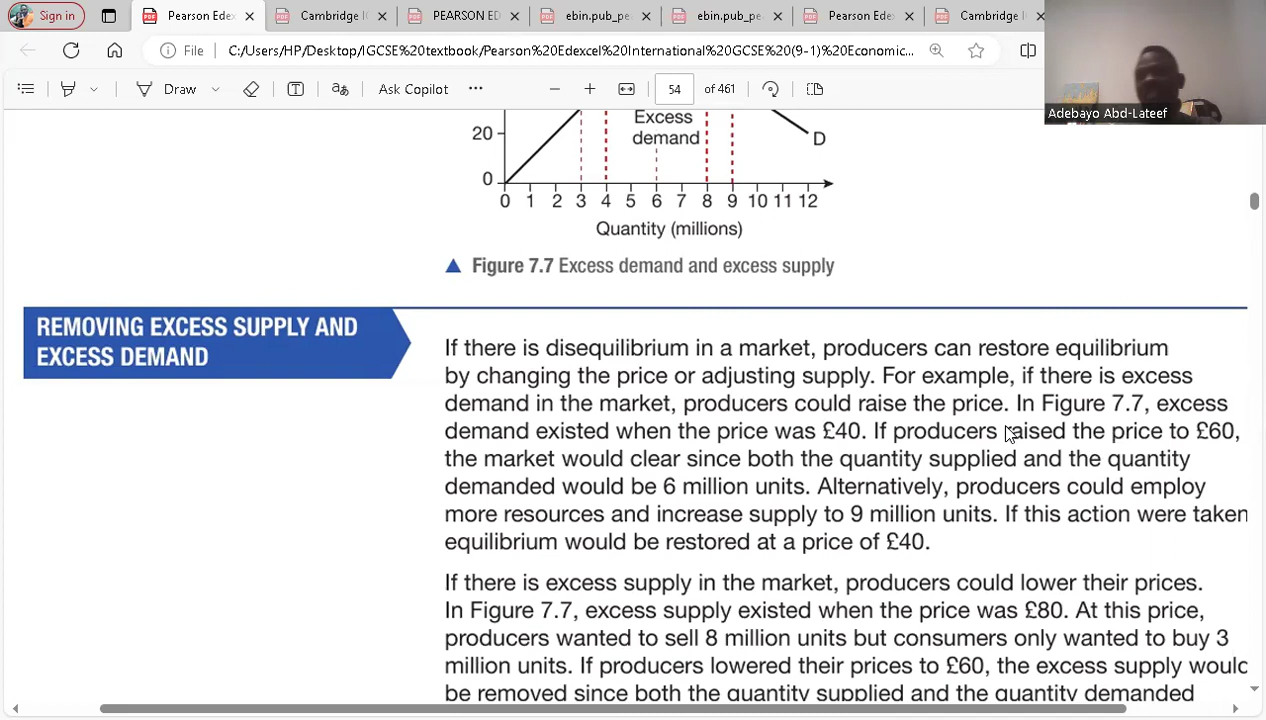 Sign in
Pearson Ede
Cambridge I
PEARSON ED
ebin.pub_pe
ebin.pub_pe
Pearson Ede
Cambridge I
File
C:/Users/HP/Desktop/IGCSE%20textbook/Pearson%20Edexcel%20International%20GCSE%20(9-1)%20Economic...
Draw
aあ
Ask Copilot
54
of 461
Adebayo Abd-Lateef
20
Excess
demand
D
0
0 1 2 3 4 5 6 7 8 9 10 11 12
Quantity (millions)
Figure 7.7 Excess demand and excess supply
REMOVING EXCESS SUPPLY AND
EXCESS DEMAND
If there is disequilibrium in a market, producers can restore equilibrium
by changing the price or adjusting supply. For example, if there is excess
demand in the market, producers could raise the price. In Figure 7.7, excess
demand existed when the price was £40. If producers raised the price to £60,
the market would clear since both the quantity supplied and the quantity
demanded would be 6 million units. Alternatively, producers could employ
more resources and increase supply to 9 million units. If this action were taken
equilibrium would be restored at a price of £40.
If there is excess supply in the market, producers could lower their prices.
In Figure 7.7, excess supply existed when the price was £80. At this price,
producers wanted to sell 8 million units but consumers only wanted to buy 3
million units. If producers lowered their prices to £60, the excess supply would
be removed since both the quantity supplied and the quantity demanded